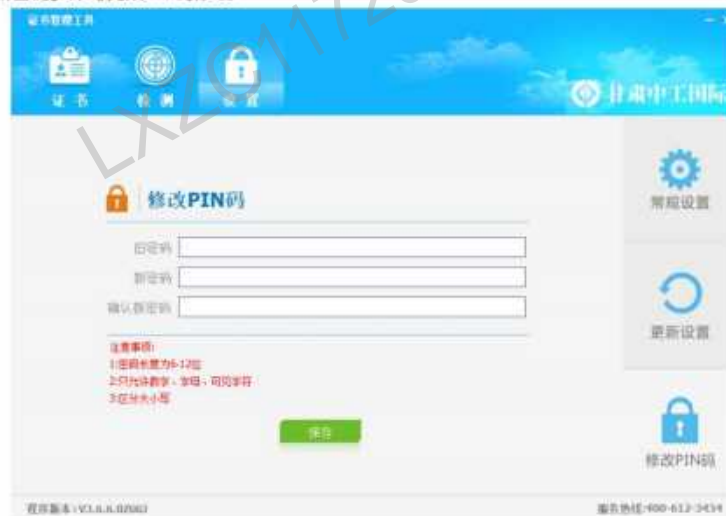 证书管理工具
LXZG11726
证书 检测 设置
甘肃中工国际
修改PIN码
旧密码
新密码
确认新密码
注意事项:
1:密码长度为6-12位
2:只允许数字、字母、可见字符
3:区分大小写
保存
常规设置
更新设置
修改PIN码
服务热线:400-612-3434